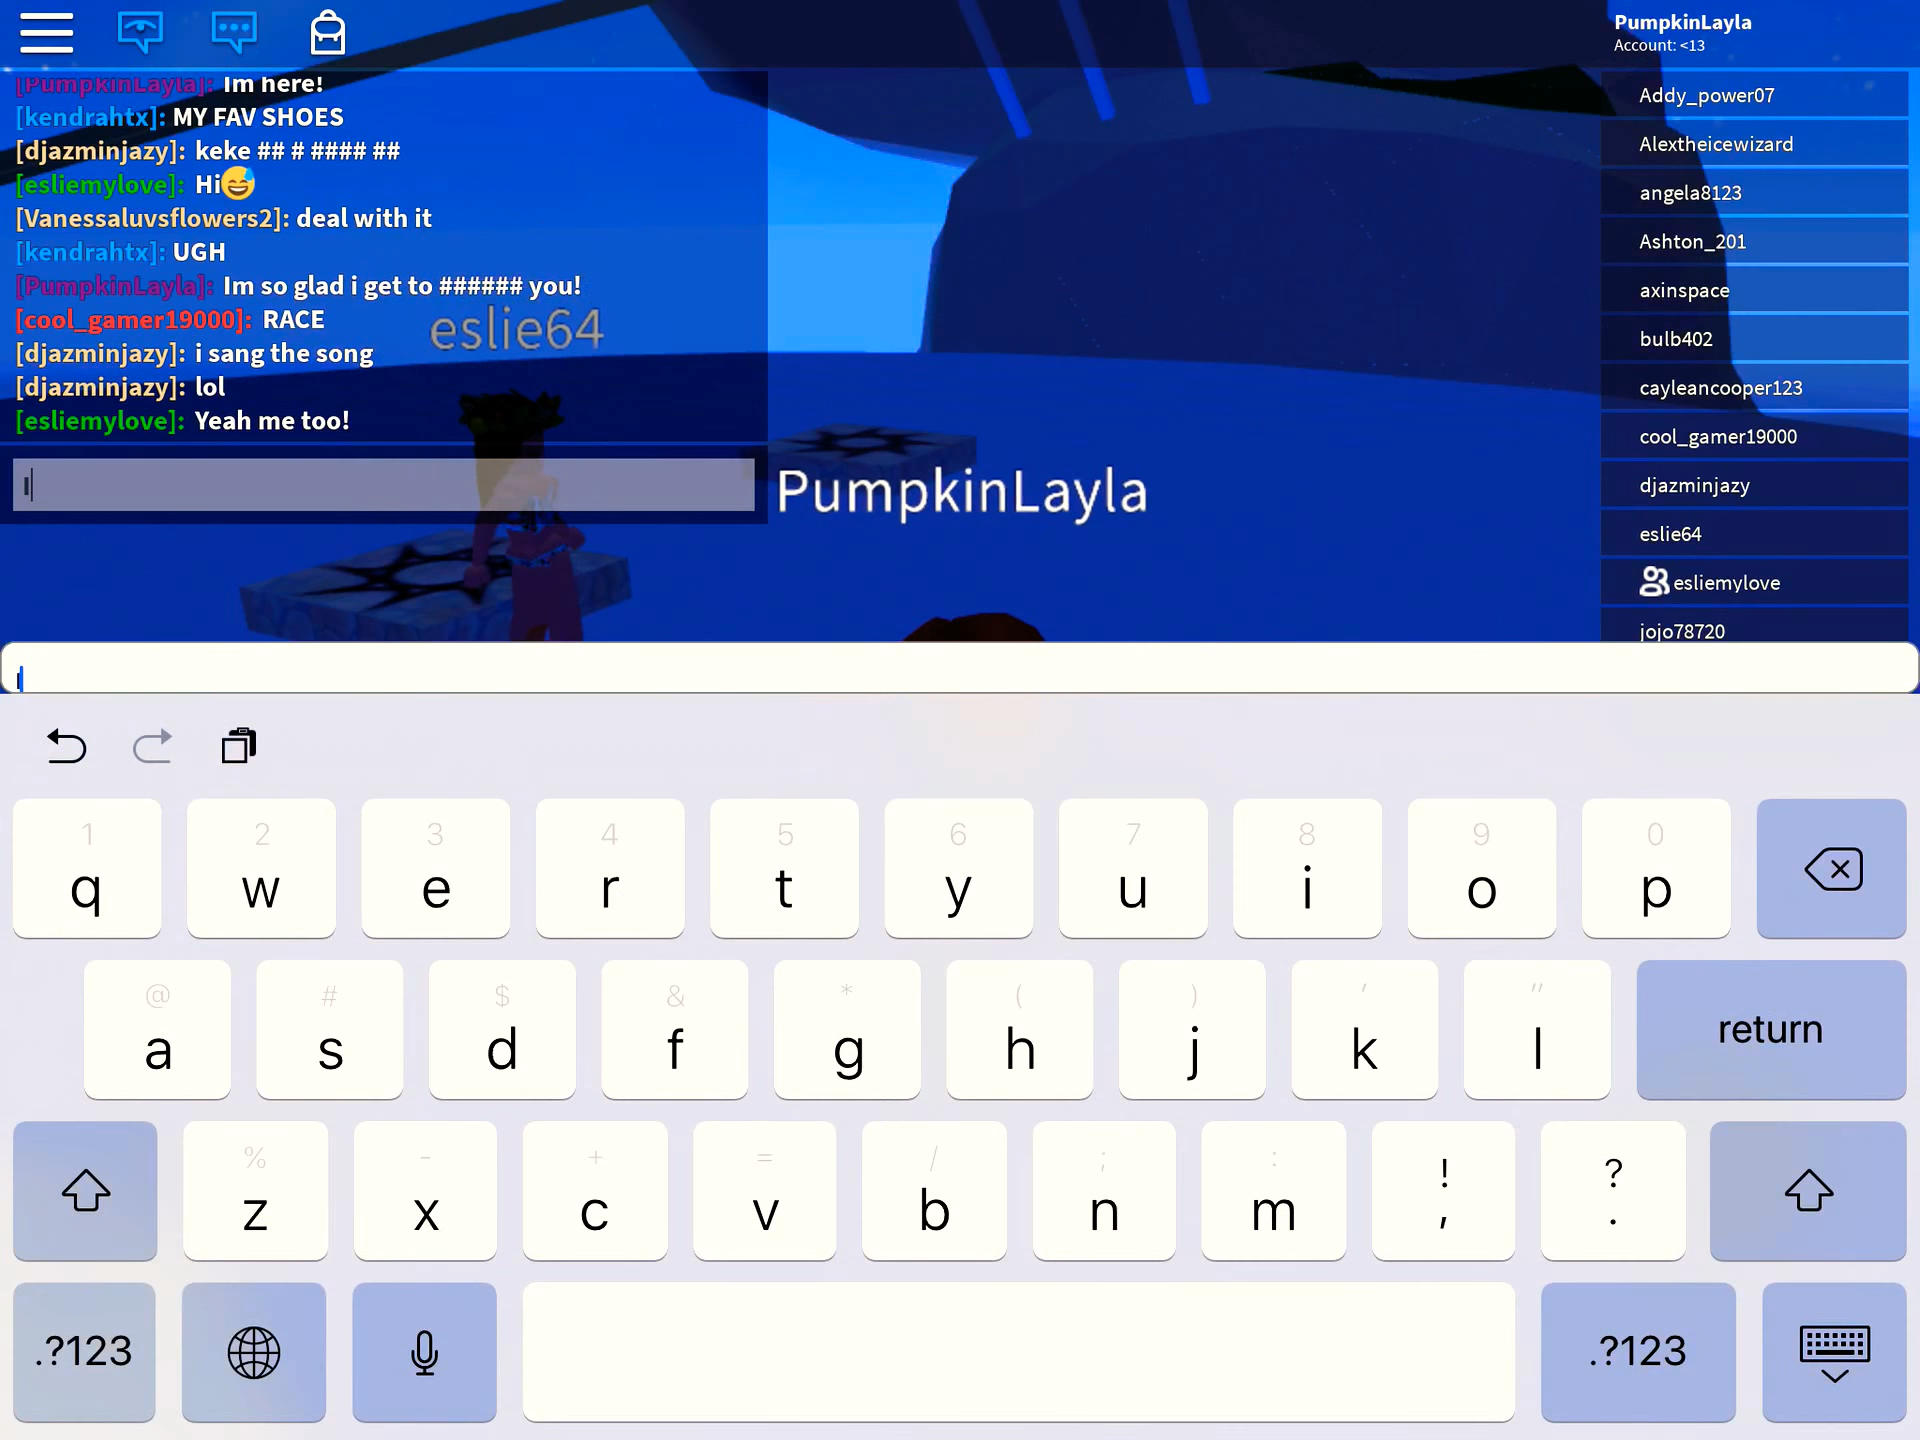 PumpkinLayla
Account: <13
[PumpkinLayla]: Im here!
[kendrahtx]: MY FAV SHOES
[djazminjazy]: keke ## # #### ##
[esliemylove]: Hi😅
[Vanessaluvsflowers2]: deal with it
[kendrahtx]: UGH
[PumpkinLayla]: Im so glad i get to ###### you!
[cool_gamer19000]: RACE
[djazminjazy]: i sang the song
[djazminjazy]: lol
[esliemylove]: Yeah me too!
eslie64
PumpkinLayla
Addy_power07
Alextheicewizard
angela8123
Ashton_201
axinspace
bulb402
cayleancooper123
cool_gamer19000
djazminjazy
eslie64
esliemylove
jojo78720
1 2 3 4 5 6 7 8 9 0
q w e r t y u i o p
@ # $ & * ( ) ' "
a s d f g h j k l return
% - + = / ; : ! ?
z x c v b n m , .
.?123 .?123